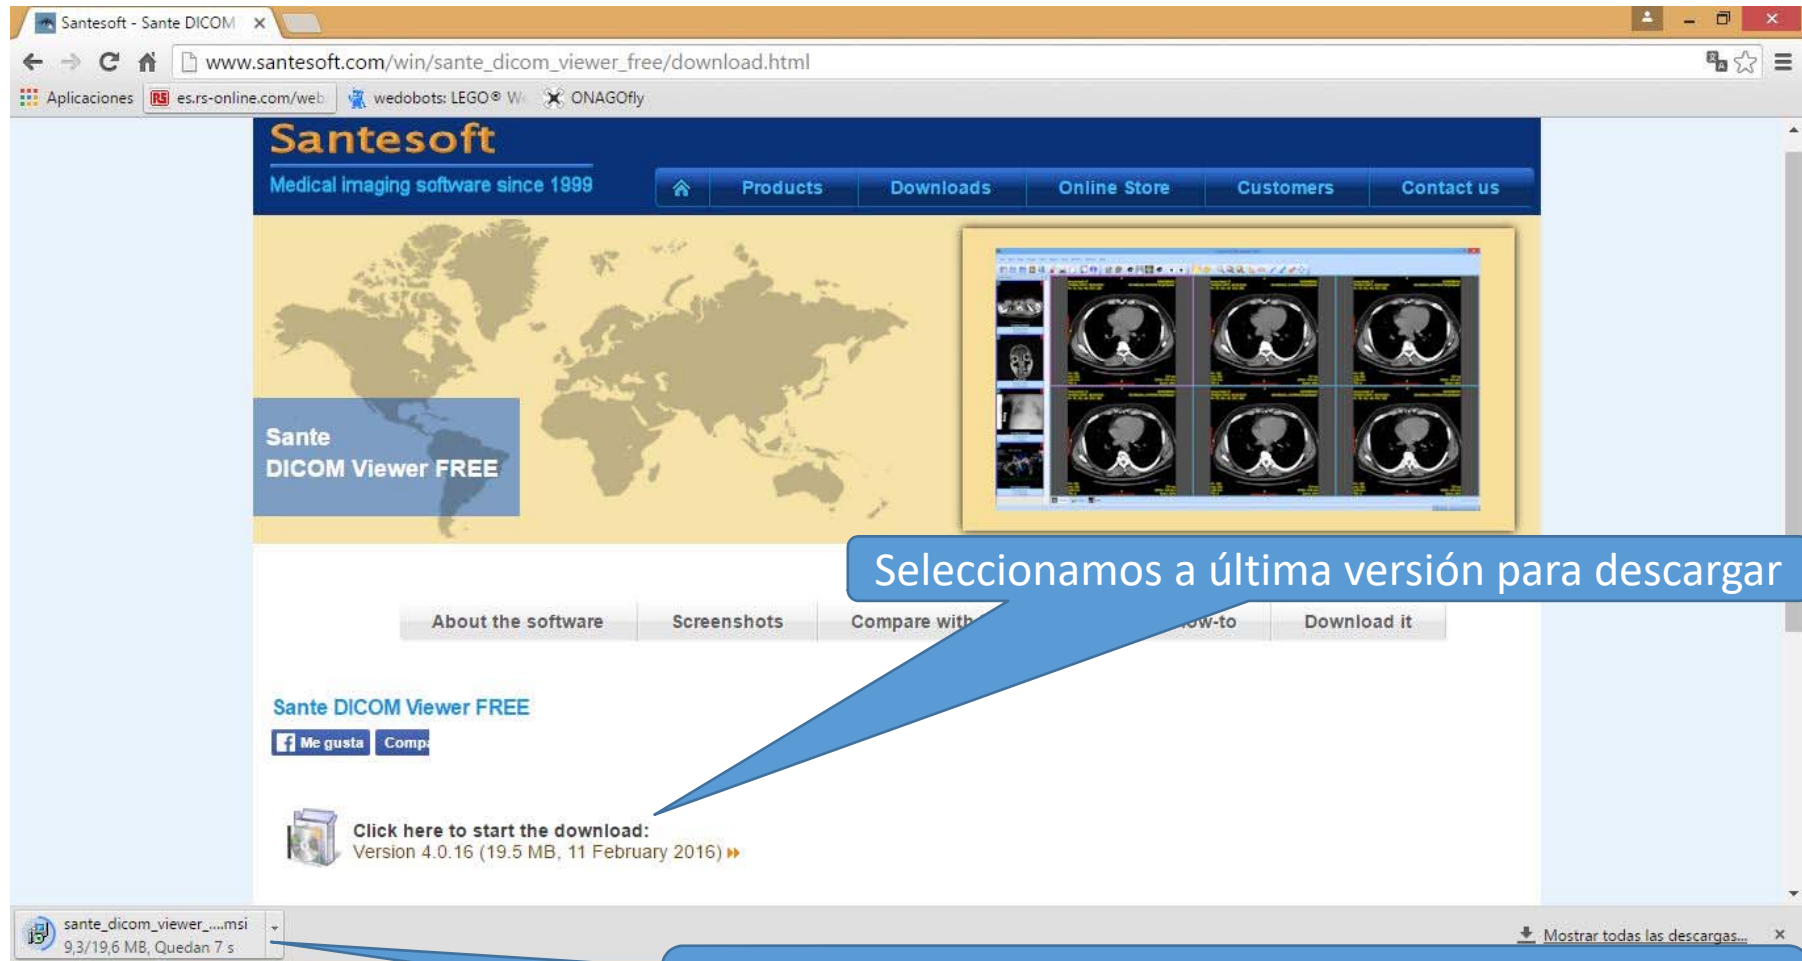 Santesoft - Sante DICOM
www.santesoft.com/win/sante_dicom_viewer_free/download.html
Aplicaciones es.rs-online.com/web wedobots: LEGO® W ONAGOfly
Santesoft
Medical imaging software since 1999
Products Downloads Online Store Customers Contact us
Sante
DICOM Viewer FREE
Seleccionamos a última versión para descargar
About the software Screenshots Compare with ow-to Download it
Sante DICOM Viewer FREE
Me gusta Compa
Click here to start the download:
Version 4.0.16 (19.5 MB, 11 February 2016)
sante_dicom_viewer_....msi
9,3/19,6 MB, Quedan 7 s
Mostrar todas las descargas...